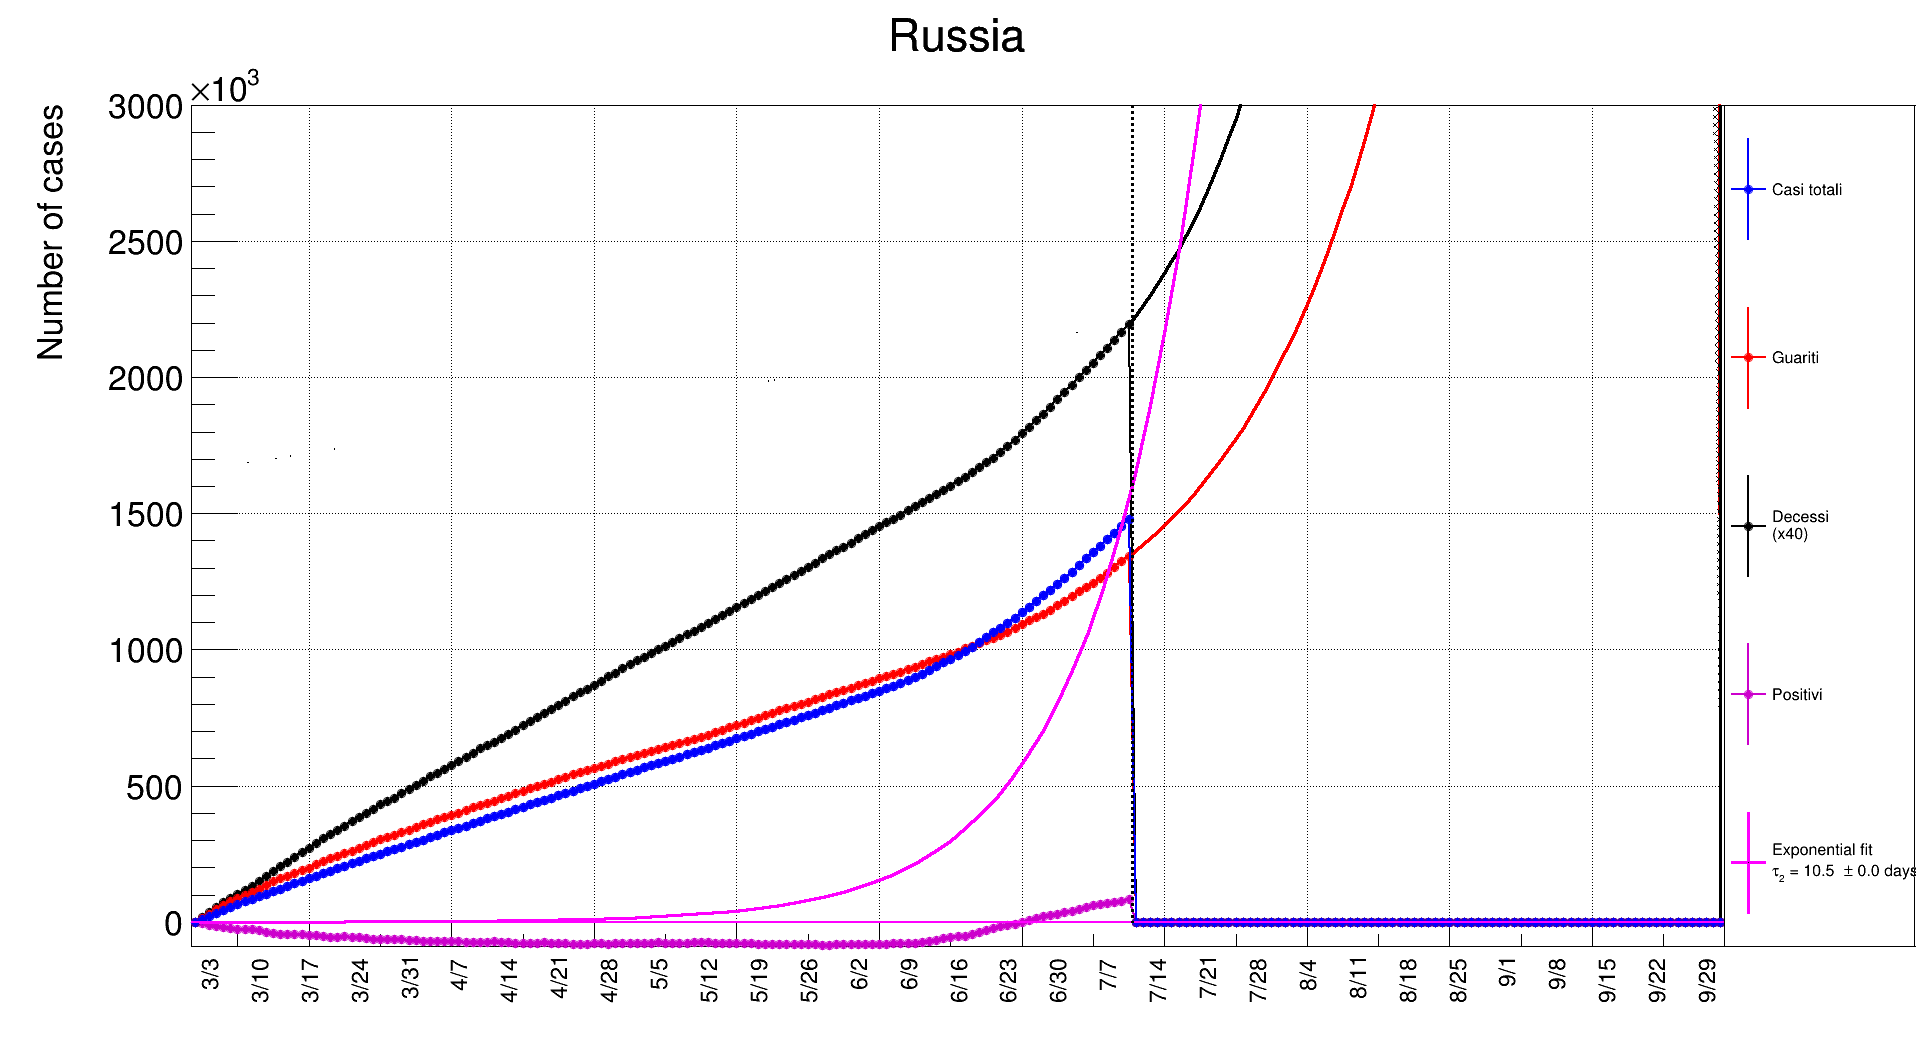 Russia
×10³
Number of cases
3000
2500
2000
1500
1000
500
0
3/3 3/10 3/17 3/24 3/31 4/7 4/14 4/21 4/28 5/5 5/12 5/19 5/26 6/2 6/9 6/16 6/23 6/30 7/7 7/14 7/21 7/28 8/4 8/11 8/18 8/25 9/1 9/8 9/15 9/22 9/29
Casi totali
Guariti
Decessi
(x40)
Positivi
Exponential fit
τ₂ = 10.5 ± 0.0 days